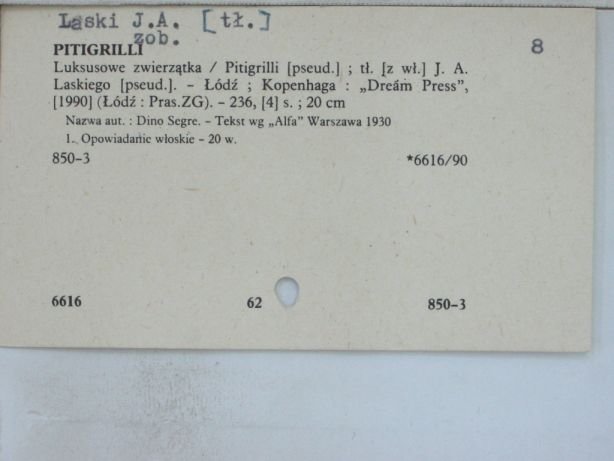 Laski J.A. [tł.]
zob.
PITIGRILLI
8
Luksusowe zwierzątka / Pitigrilli [pseud.] ; tł. [z wł.] J. A.
Laskiego [pseud.]. – Łódź ; Kopenhaga : „Dream Press”,
[1990] (Łódź : Pras.ZG). – 236, [4] s. ; 20 cm
Nazwa aut. : Dino Segre. – Tekst wg „Alfa” Warszawa 1930
1. Opowiadanie włoskie – 20 w.
850–3 *6616/90
6616 62 850–3